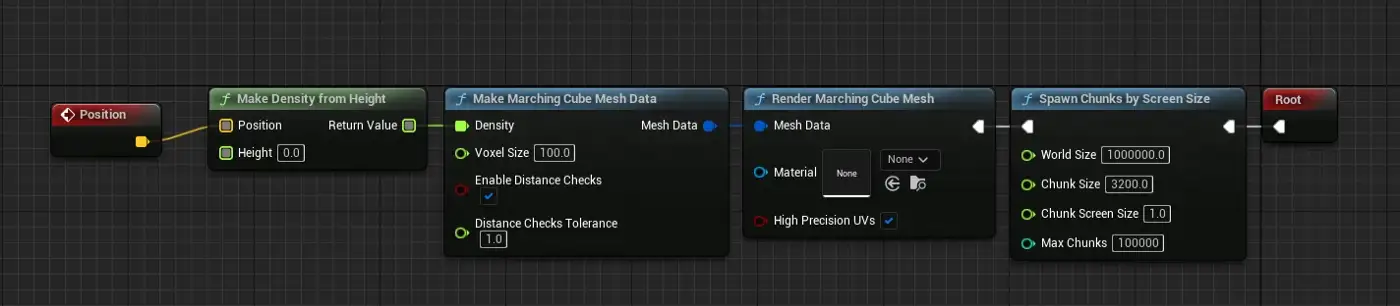 Position
Make Density from Height
Position Return Value
Height 0.0
Make Marching Cube Mesh Data
Density Mesh Data
Voxel Size 100.0
Enable Distance Checks
Distance Checks Tolerance
1.0
Render Marching Cube Mesh
Mesh Data
Material None None
High Precision UVs
Spawn Chunks by Screen Size
World Size 1000000.0
Chunk Size 3200.0
Chunk Screen Size 1.0
Max Chunks 100000
Root